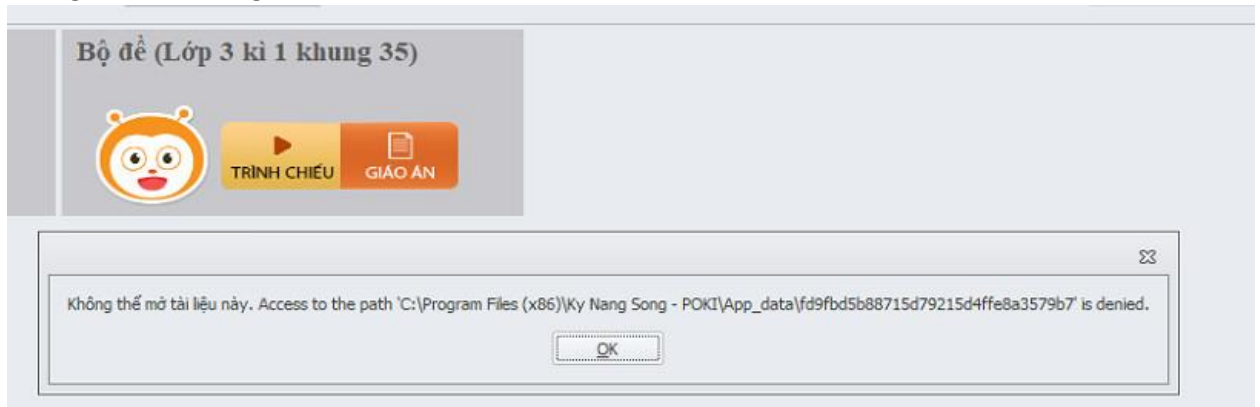 Bộ đề (Lớp 3 kì 1 khung 35)
TRÌNH CHIẾU
GIÁO ÁN
Không thể mở tài liệu này. Access to the path 'C:\Program Files (x86)\Ky Nang Song - POKI\App_data\fd9fbd5b88715d79215d4ffe8a3579b7' is denied.
OK